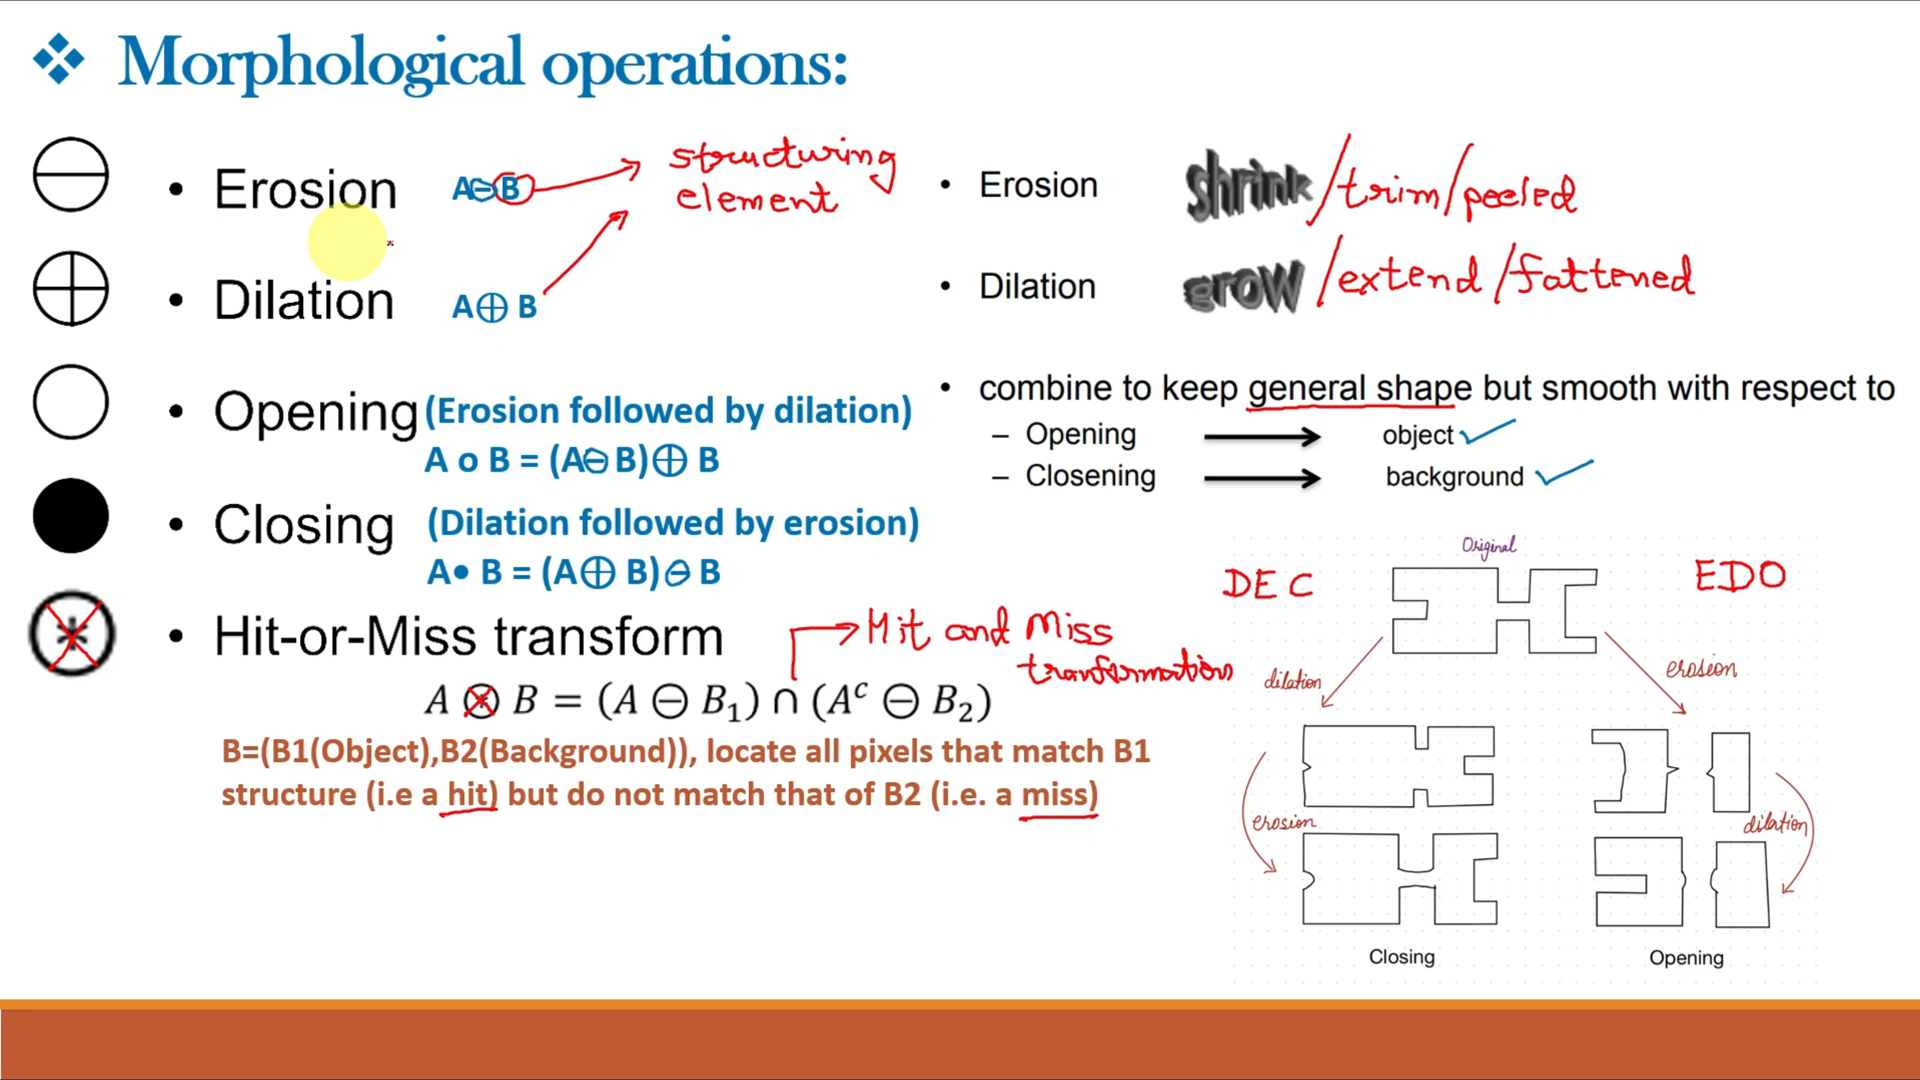 ❖ Morphological operations:
• Erosion A⊖B structuring
element
• Dilation A⊕ B
• Opening (Erosion followed by dilation)
A o B = (A⊖ B)⊕ B
• Closing (Dilation followed by erosion)
A• B = (A⊕ B)⊖ B
• Hit-or-Miss transform
Hit and Miss
tranformation
A ⊗ B = (A ⊖ B₁) ∩ (Aᶜ ⊖ B₂)
B=(B1(Object),B2(Background)), locate all pixels that match B1
structure (i.e a hit) but do not match that of B2 (i.e. a miss)
• Erosion shrink /trim/peeled
• Dilation grow /extend/fattened
• combine to keep general shape but smooth with respect to
– Opening → object ✓
– Closening → background ✓
Original
DEC EDO
dilation erosion
erosion dilation
Closing Opening